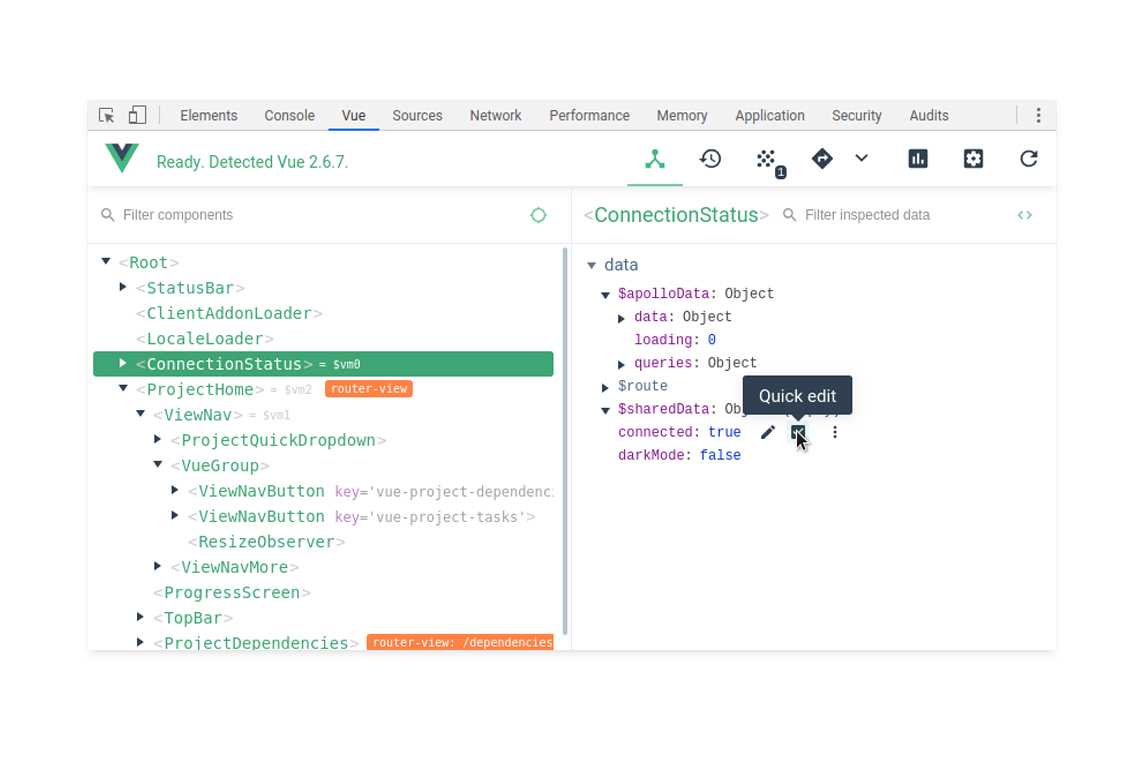 Elements Console Vue Sources Network Performance Memory Application Security Audits
Ready. Detected Vue 2.6.7.
1
Filter components
<ConnectionStatus> Filter inspected data <>
<Root>
<StatusBar>
<ClientAddonLoader>
<LocaleLoader>
<ConnectionStatus> = $vm0
<ProjectHome> = $vm2 router-view
<ViewNav> = $vm1
<ProjectQuickDropdown>
<VueGroup>
<ViewNavButton key='vue-project-dependenc
<ViewNavButton key='vue-project-tasks'>
<ResizeObserver>
<ViewNavMore>
<ProgressScreen>
<TopBar>
<ProjectDependencies> router-view: /dependencies
data
$apolloData: Object
data: Object
loading: 0
queries: Object
$route
Quick edit
$sharedData:
connected: true
darkMode: false